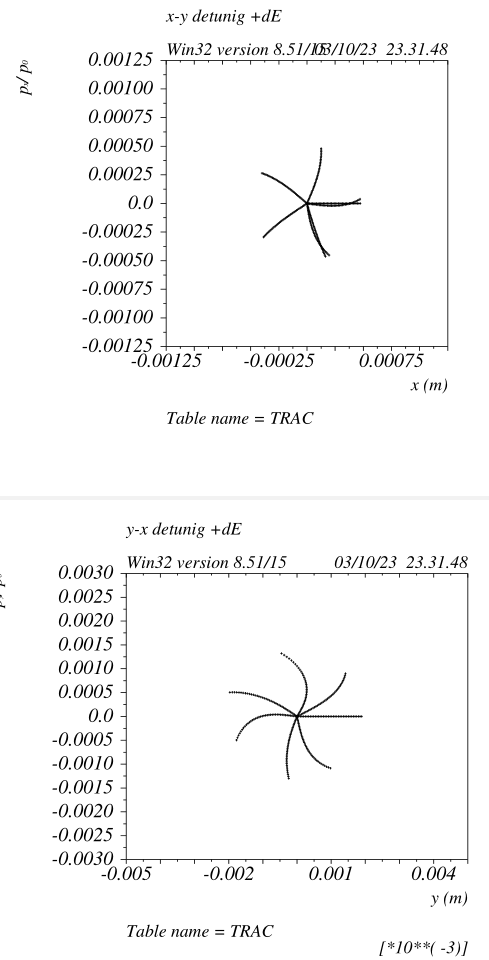 x-y detunig +dE
Win32 version 8.51/15 03/10/23 23.31.48
0.00125
0.00100
0.00075
0.00050
0.00025
0.0
-0.00025
-0.00050
-0.00075
-0.00100
-0.00125
-0.00125 -0.00025 0.00075
x (m)
Table name = TRAC
y-x detunig +dE
Win32 version 8.51/15 03/10/23 23.31.48
0.0030
0.0025
0.0020
0.0015
0.0010
0.0005
0.0
-0.0005
-0.0010
-0.0015
-0.0020
-0.0025
-0.0030
-0.005 -0.002 0.001 0.004
y (m)
Table name = TRAC
[*10**( -3)]